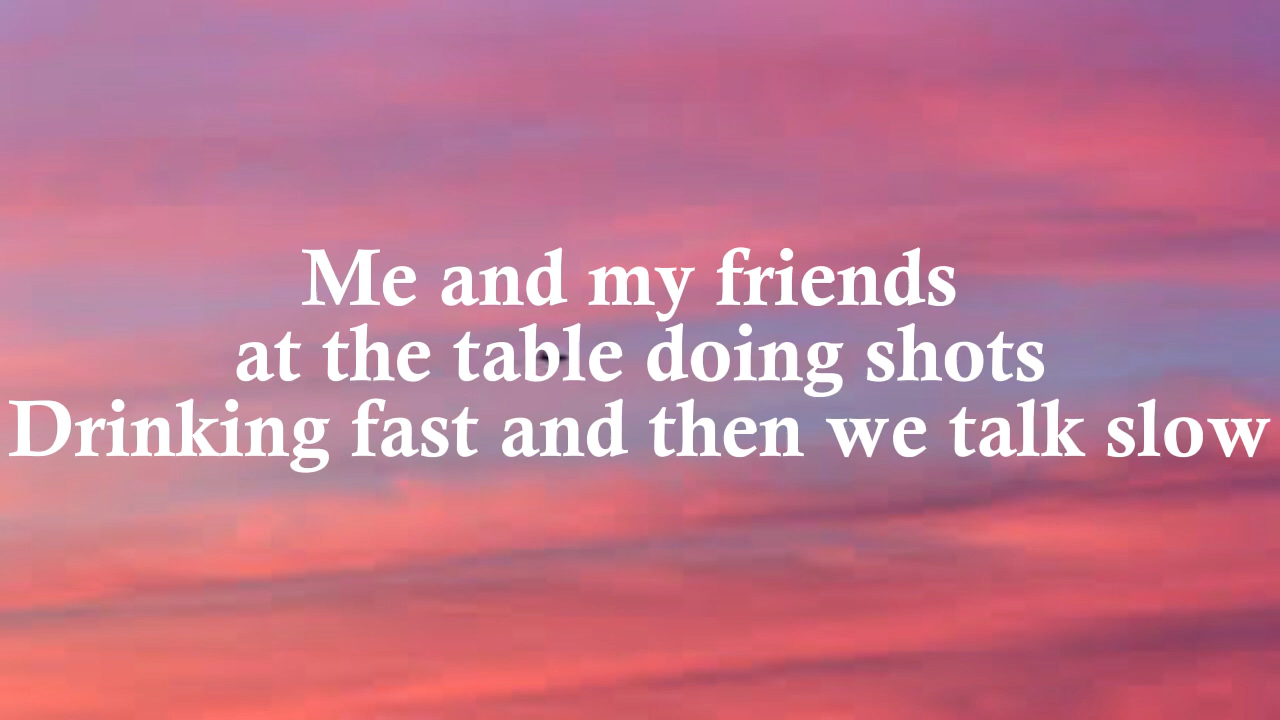 Me and my friends
at the table doing shots
Drinking fast and then we talk slow